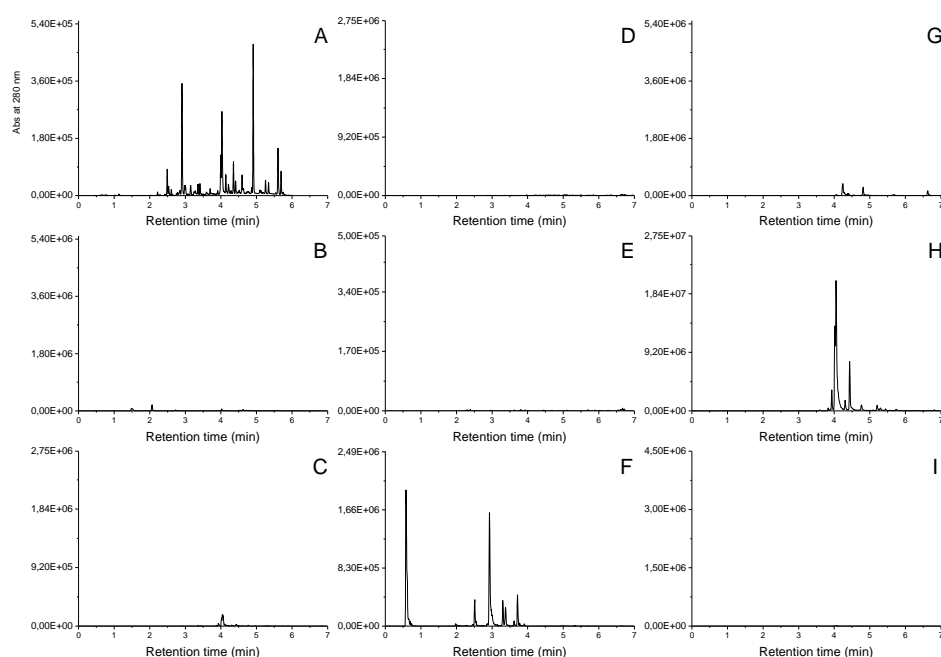 A
Abs at 280 nm
5,40E+05
3,60E+05
1,80E+05
0,00E+00
0 1 2 3 4 5 6 7
Retention time (min)
D
2,75E+06
1,84E+06
9,20E+06
0,00E+00
0 1 2 3 4 5 6 7
Retention time (min)
G
5,40E+06
3,60E+06
1,80E+06
0,00E+00
0 1 2 3 4 5 6 7
Retention time (min)
B
5,40E+06
3,60E+06
1,80E+06
0,00E+00
0 1 2 3 4 5 6 7
Retention time (min)
E
5,00E+05
3,40E+05
1,70E+05
0,00E+00
0 1 2 3 4 5 6 7
Retention time (min)
H
2,75E+07
1,84E+07
9,20E+06
0,00E+00
0 1 2 3 4 5 6 7
Retention time (min)
C
2,75E+06
1,84E+06
9,20E+06
0,00E+00
0 1 2 3 4 5 6 7
Retention time (min)
F
2,49E+06
1,66E+06
8,30E+06
0,00E+00
0 1 2 3 4 5 6 7
Retention time (min)
I
4,50E+06
3,00E+06
1,50E+06
0,00E+00
0 1 2 3 4 5 6 7
Retention time (min)